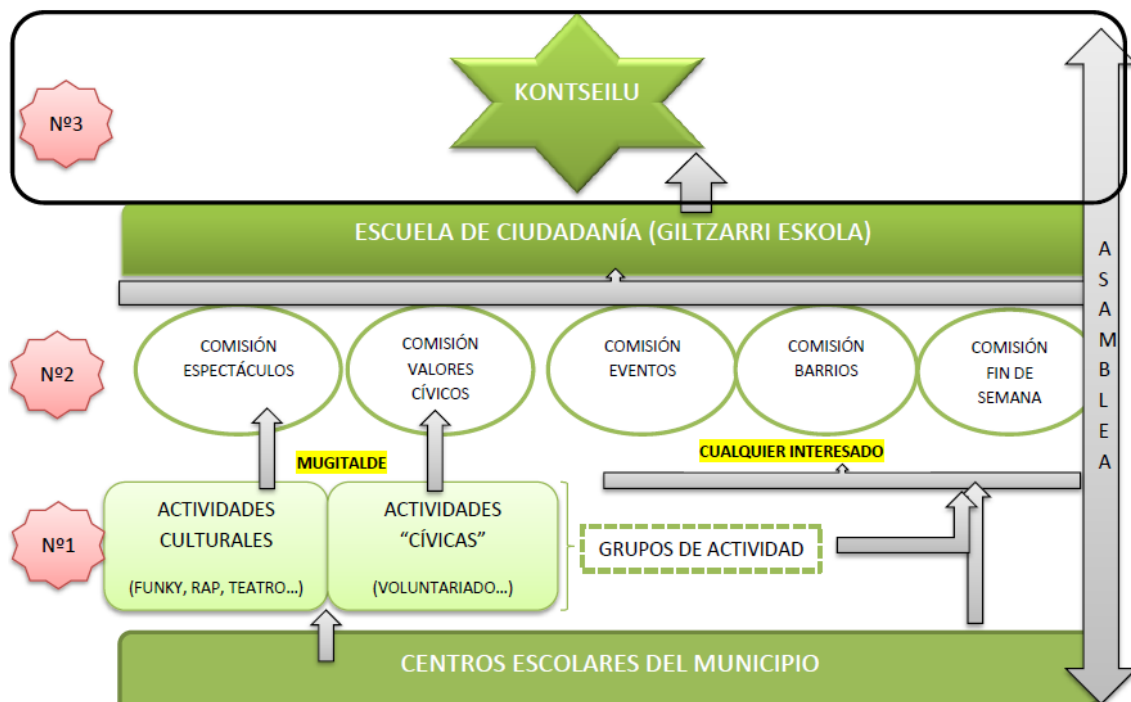 KONTSEILU
Nº3
ESCUELA DE CIUDADANÍA (GILTZARRI ESKOLA)
A
S
A
M
B
L
E
A
Nº2
COMISIÓN
ESPECTÁCULOS
COMISIÓN
VALORES
CÍVICOS
COMISIÓN
EVENTOS
COMISIÓN
BARRIOS
COMISIÓN
FIN DE
SEMANA
MUGITALDE
CUALQUIER INTERESADO
Nº1
ACTIVIDADES
CULTURALES
(FUNKY, RAP, TEATRO...)
ACTIVIDADES
“CÍVICAS”
(VOLUNTARIADO...)
GRUPOS DE ACTIVIDAD
CENTROS ESCOLARES DEL MUNICIPIO